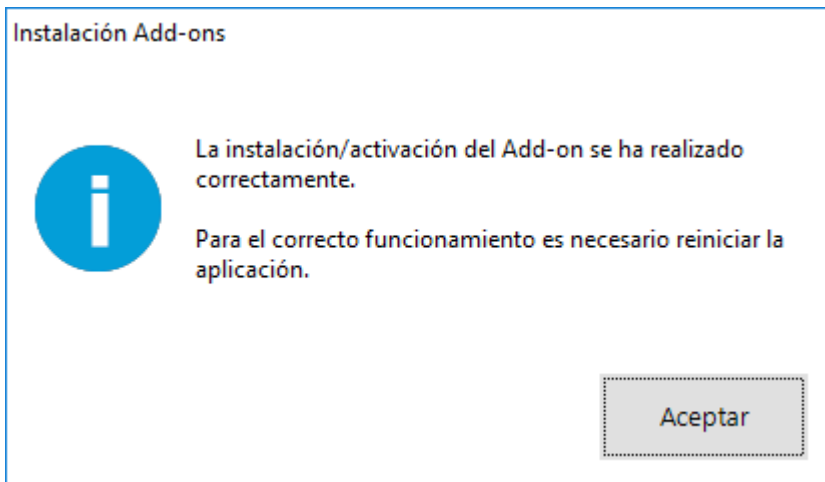 Instalación Add-ons
La instalación/activación del Add-on se ha realizado
correctamente.
Para el correcto funcionamiento es necesario reiniciar la
aplicación.
Aceptar